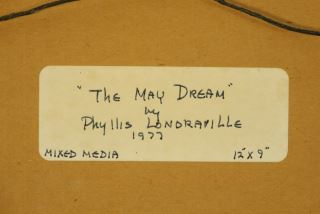 "THE MAY DREAM"
by
Phyllis LONDRAVILLE
1977
MIXED MEDIA 12" X 9"